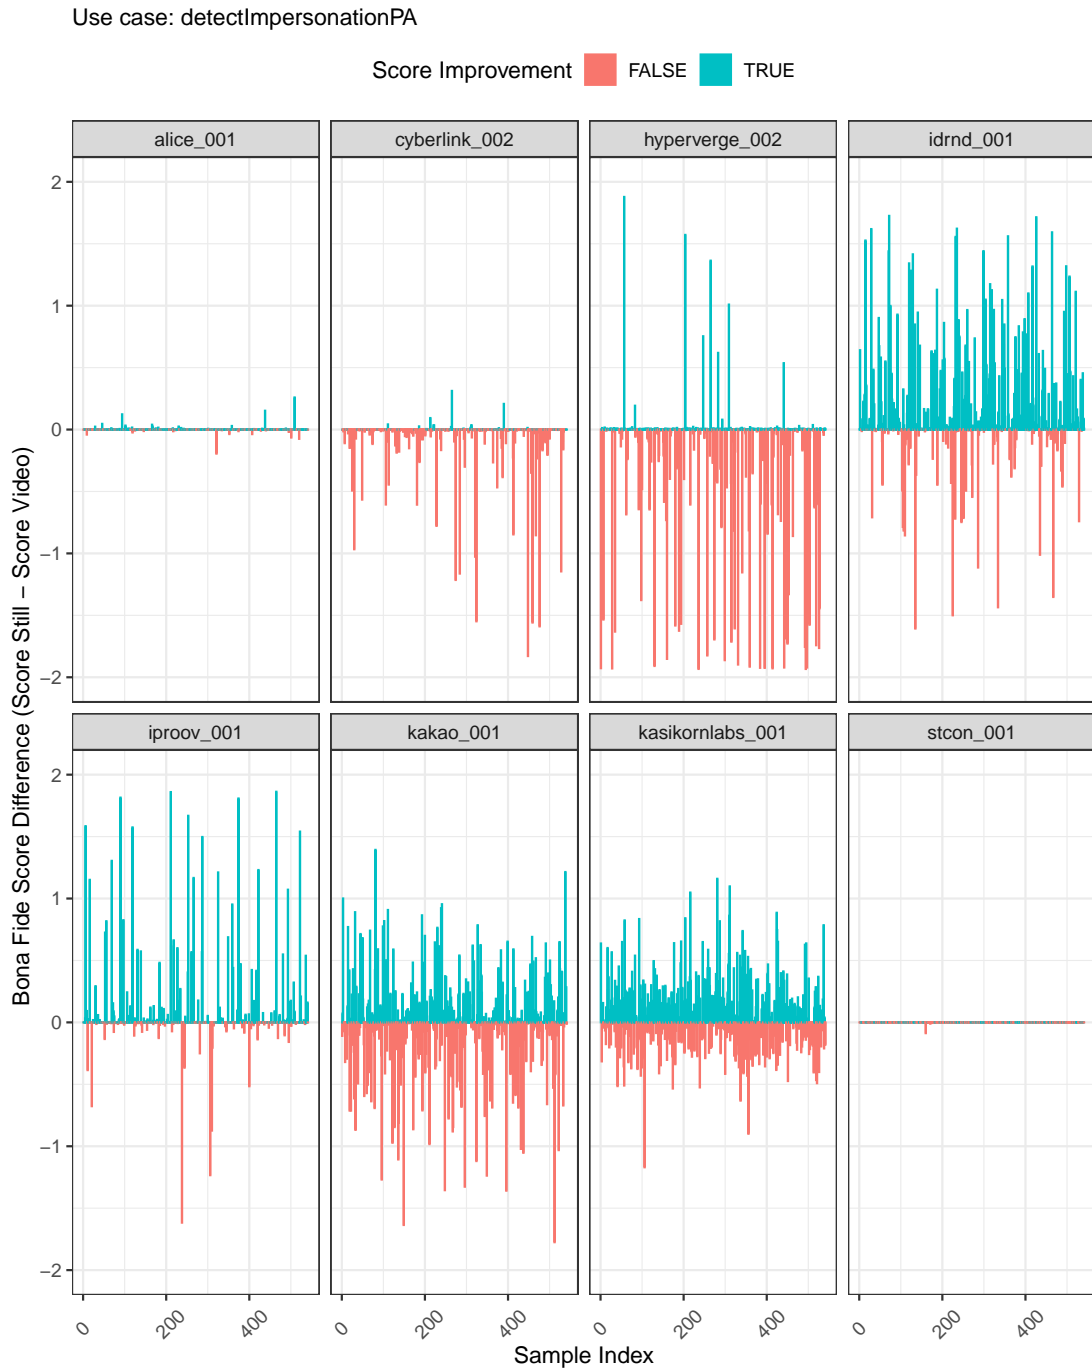 Use case: detectImpersonationPA
Score Improvement FALSE TRUE
alice_001 cyberlink_002 hyperverge_002 idrnd_001
2
1
0
−1
−2
iproov_001 kakao_001 kasikornlabs_001 stcon_001
2
1
0
−1
−2
Bona Fide Score Difference (Score Still − Score Video)
0 200 400 0 200 400 0 200 400 0 200 400
Sample Index